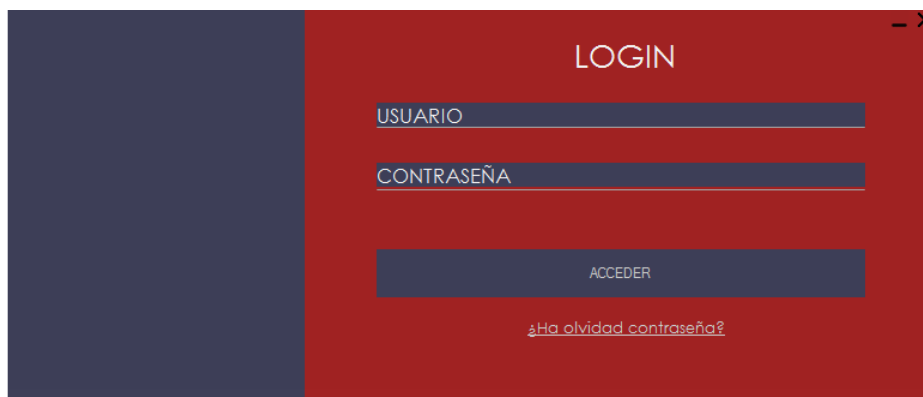 LOGIN
USUARIO
CONTRASEÑA
ACCEDER
¿Ha olvidad contraseña?